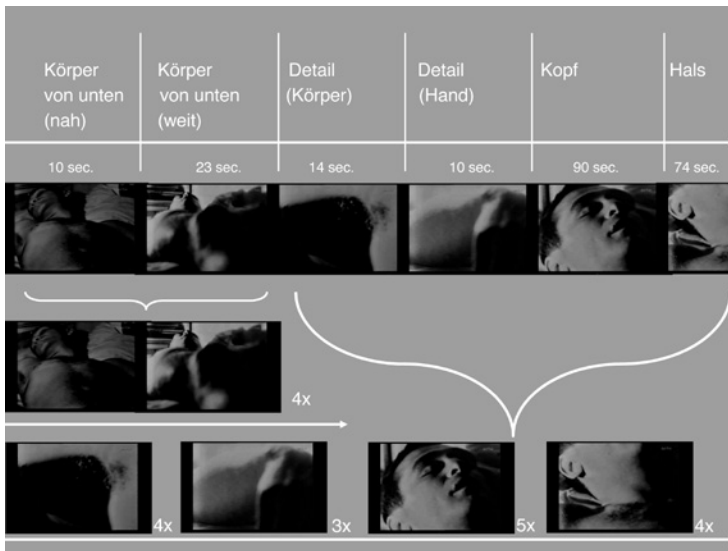 Körper
von unten
(nah)
Körper
von unten
(weit)
Detail
(Körper)
Detail
(Hand)
Kopf
Hals
10 sec.
23 sec.
14 sec.
10 sec.
90 sec.
74 sec.
4x
4x
3x
5x
4x